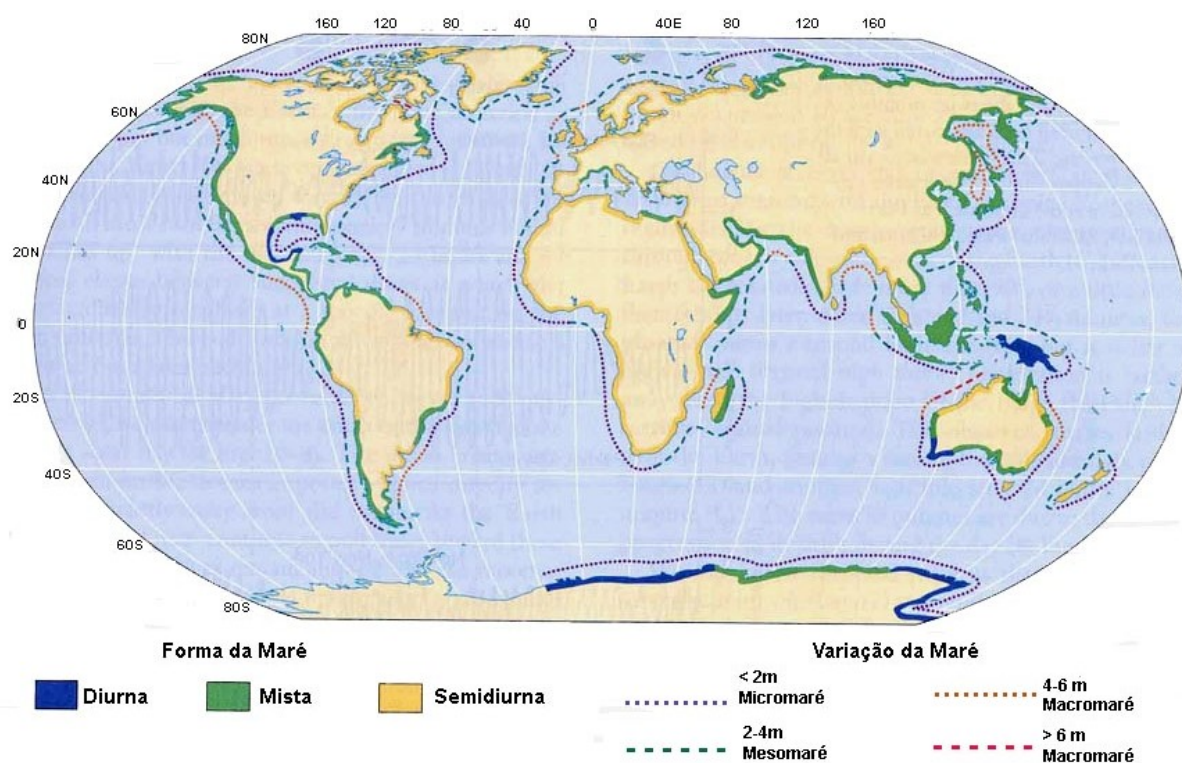 160 120 80 40 0 40E 80 120 160
80N
60N
40N
20N
0
20S
40S
60S
80S
Forma da Maré
Diurna
Mista
Semidiurna
Variação da Maré
< 2m
Micromaré
4-6 m
Macromaré
2-4m
Mesomaré
> 6 m
Macromaré